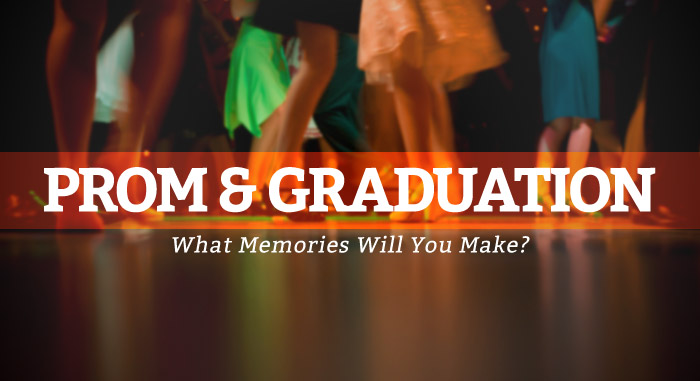 PROM & GRADUATION
What Memories Will You Make?